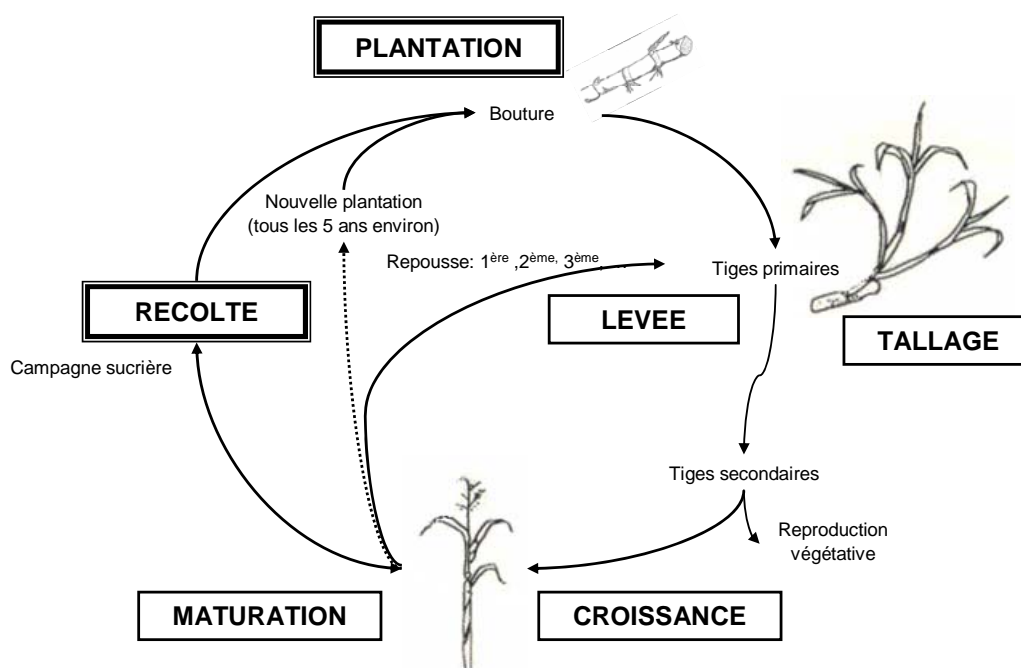 PLANTATION
Bouture
Nouvelle plantation
(tous les 5 ans environ)
Repousse: 1ère ,2ème, 3ème, ...
Tiges primaires
RECOLTE
LEVEE
TALLAGE
Campagne sucrière
Tiges secondaires
Reproduction
végétative
MATURATION
CROISSANCE